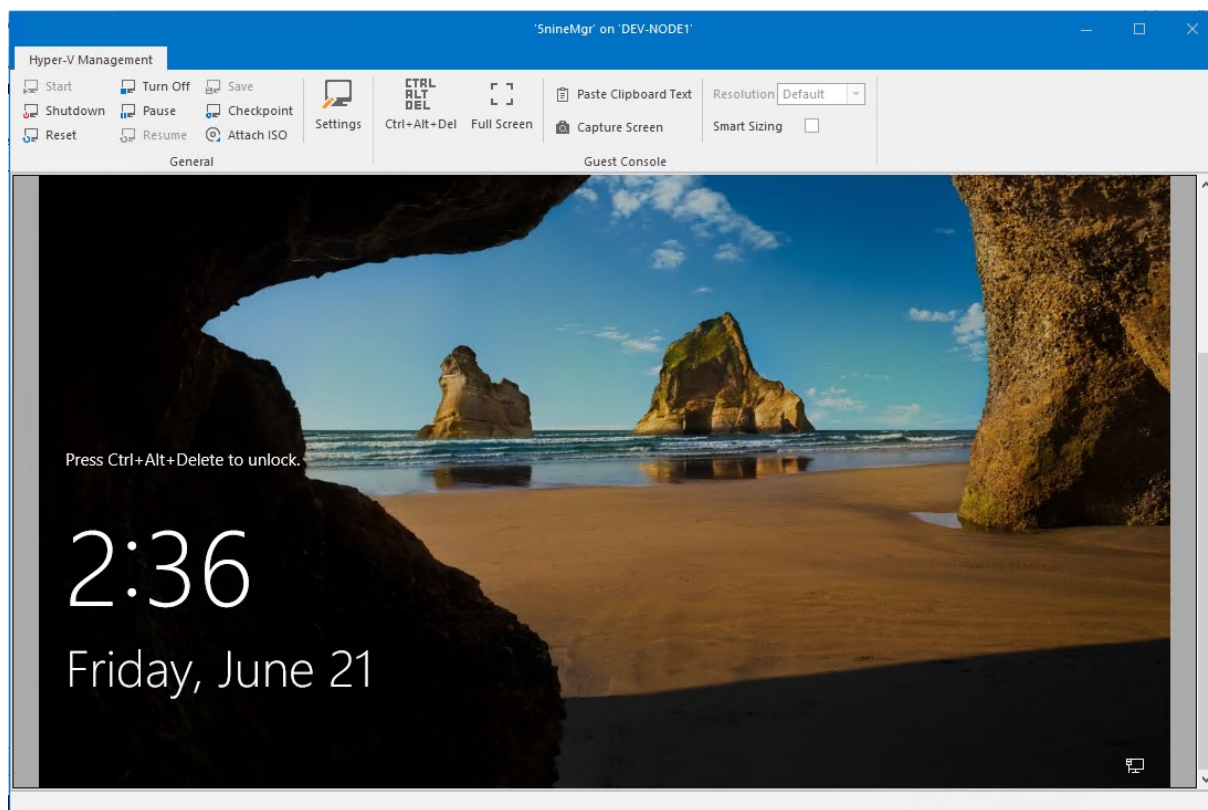 '5nineMgr' on 'DEV-NODE1'
Hyper-V Management
Start Turn Off Save
Shutdown Pause Checkpoint
Reset Resume Attach ISO
Settings
General
CTRL
ALT
DEL
Ctrl+Alt+Del Full Screen
Paste Clipboard Text
Capture Screen
Resolution Default
Smart Sizing
Guest Console
Press Ctrl+Alt+Delete to unlock.
2:36
Friday, June 21